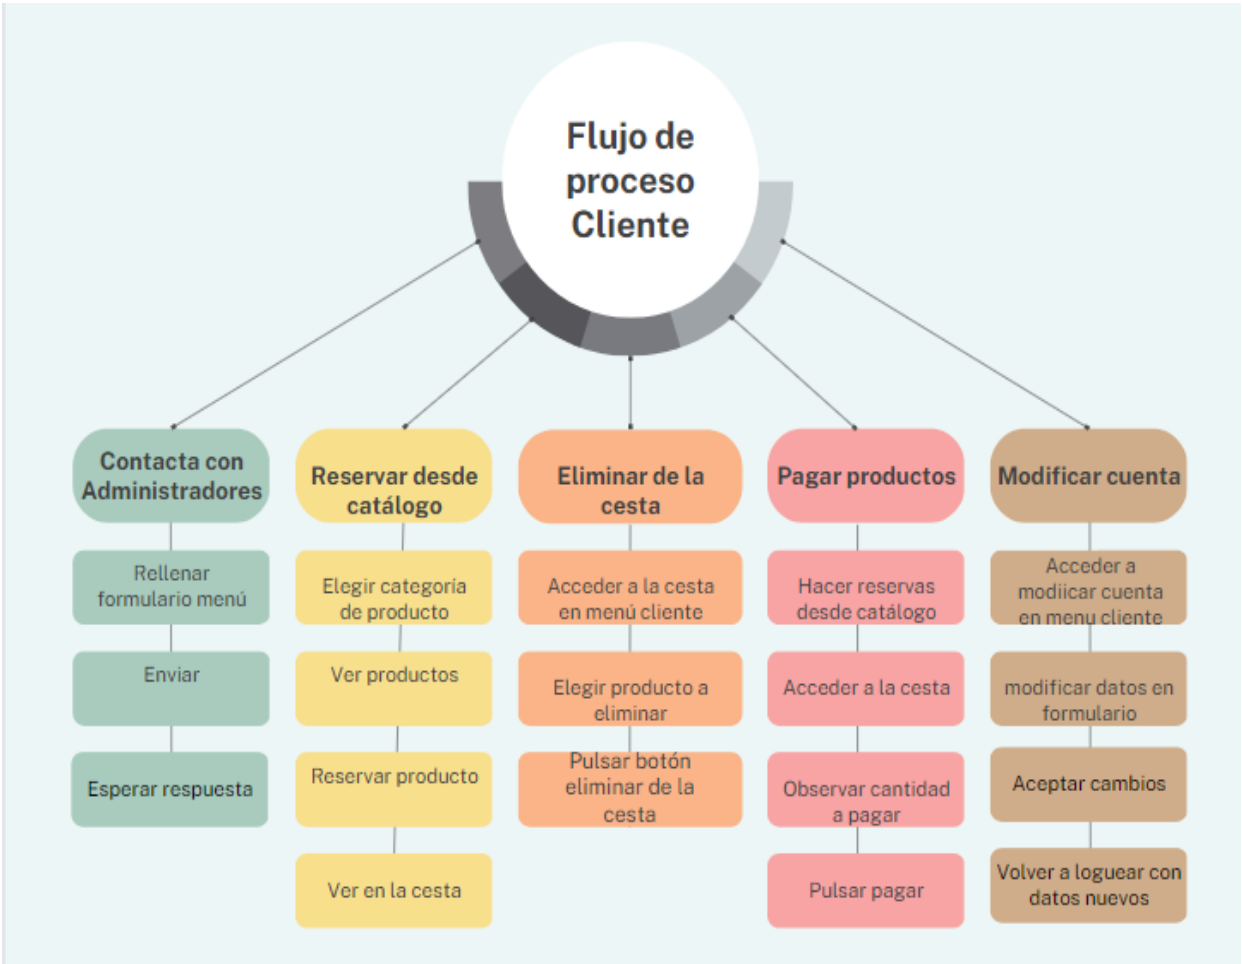 Flujo de
proceso
Cliente
Contacta con
Administradores
Rellenar
formulario menú
Enviar
Esperar respuesta
Reservar desde
catálogo
Elegir categoría
de producto
Ver productos
Reservar producto
Ver en la cesta
Eliminar de la
cesta
Acceder a la cesta
en menú cliente
Elegir producto a
eliminar
Pulsar botón
eliminar de la
cesta
Pagar productos
Hacer reservas
desde catálogo
Acceder a la cesta
Observar cantidad
a pagar
Pulsar pagar
Modificar cuenta
Acceder a
modiicar cuenta
en menu cliente
modificar datos en
formulario
Aceptar cambios
Volver a loguear con
datos nuevos